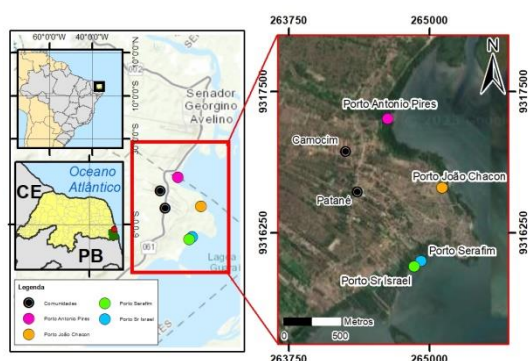 60°0'0"W 40°0'0"W
10°0'0"N
10°0'0"S
Oceano
Atlântico
CE
PB
6°0'0"S
Senador
Georgino
Avelino
061
Legenda
Comunidades
Porto Antonio Pires
Porto João Chacon
Porto Serafim
Porto Sr Israel
263750 265000
N
9317500 9317500
Porto Antonio Pires
Camocim
Porto João Chacon
Patané
9316250 9316250
Porto Serafim
Porto Sr Israel
Metros
0 500
263750 265000